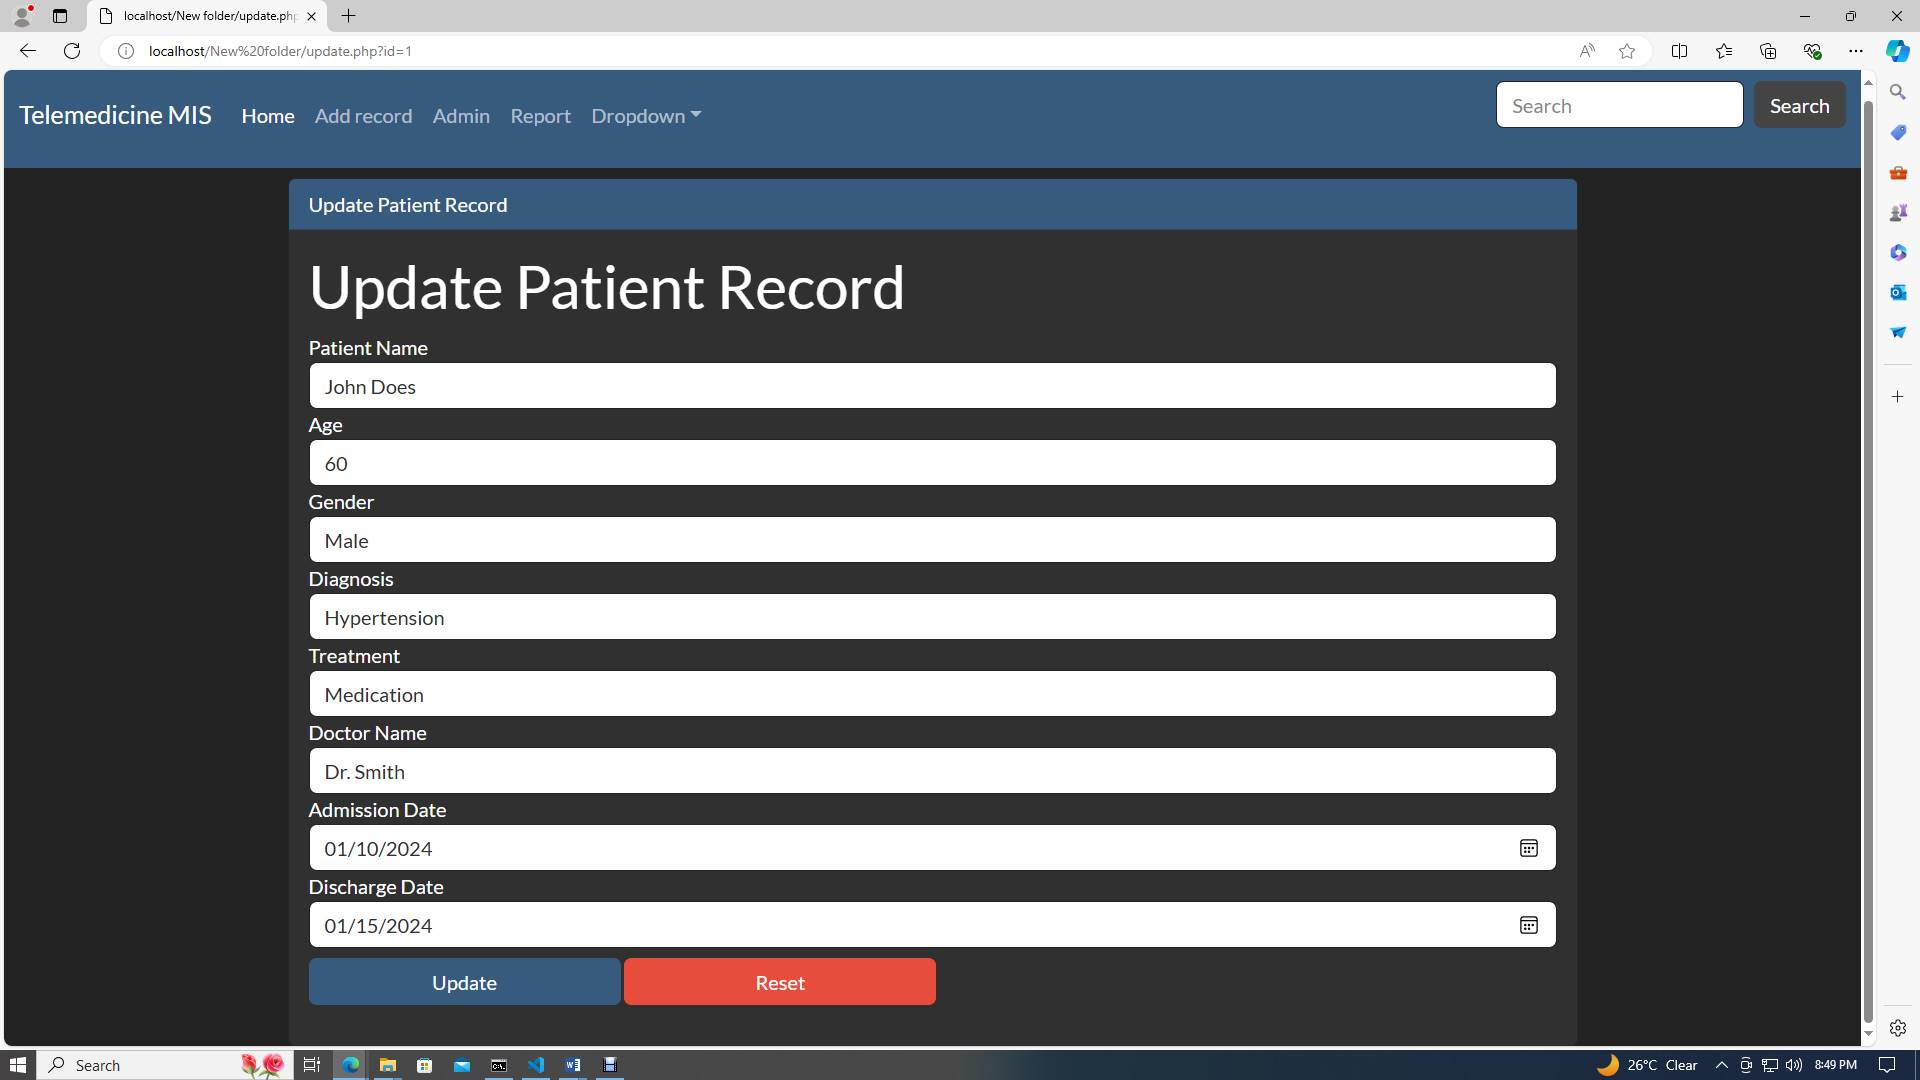 localhost/New folder/update.php
localhost/New%20folder/update.php?id=1
Telemedicine MIS
Home
Add record
Admin
Report
Dropdown
Search
Search
Update Patient Record
Update Patient Record
Patient Name
John Does
Age
60
Gender
Male
Diagnosis
Hypertension
Treatment
Medication
Doctor Name
Dr. Smith
Admission Date
01/10/2024
Discharge Date
01/15/2024
Update
Reset
Search
26°C Clear
8:49 PM